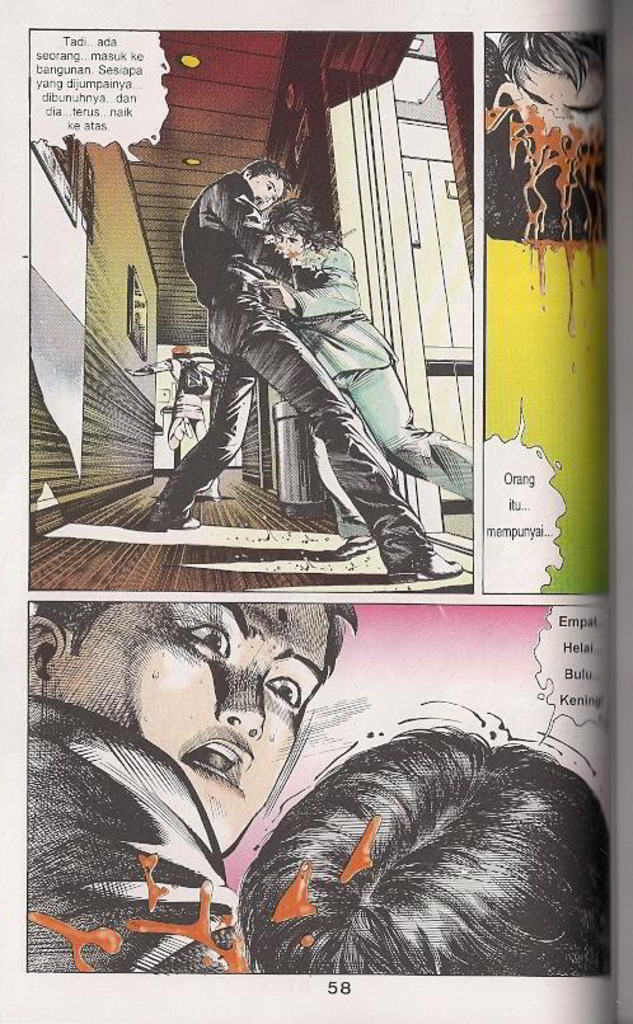 Tadi...ada
seorang...masuk ke
bangunan. Sesiapa
yang dijumpainya...
dibunuhnya...dan
dia...terus...naik
ke atas.
Orang
itu...
mempunyai...
Empat..
Helai...
Bulu...
Kening!
58